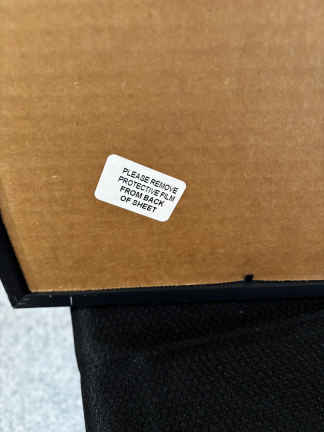 PLEASE REMOVE
PROTECTIVE FILM
FROM BACK
OF SHEET